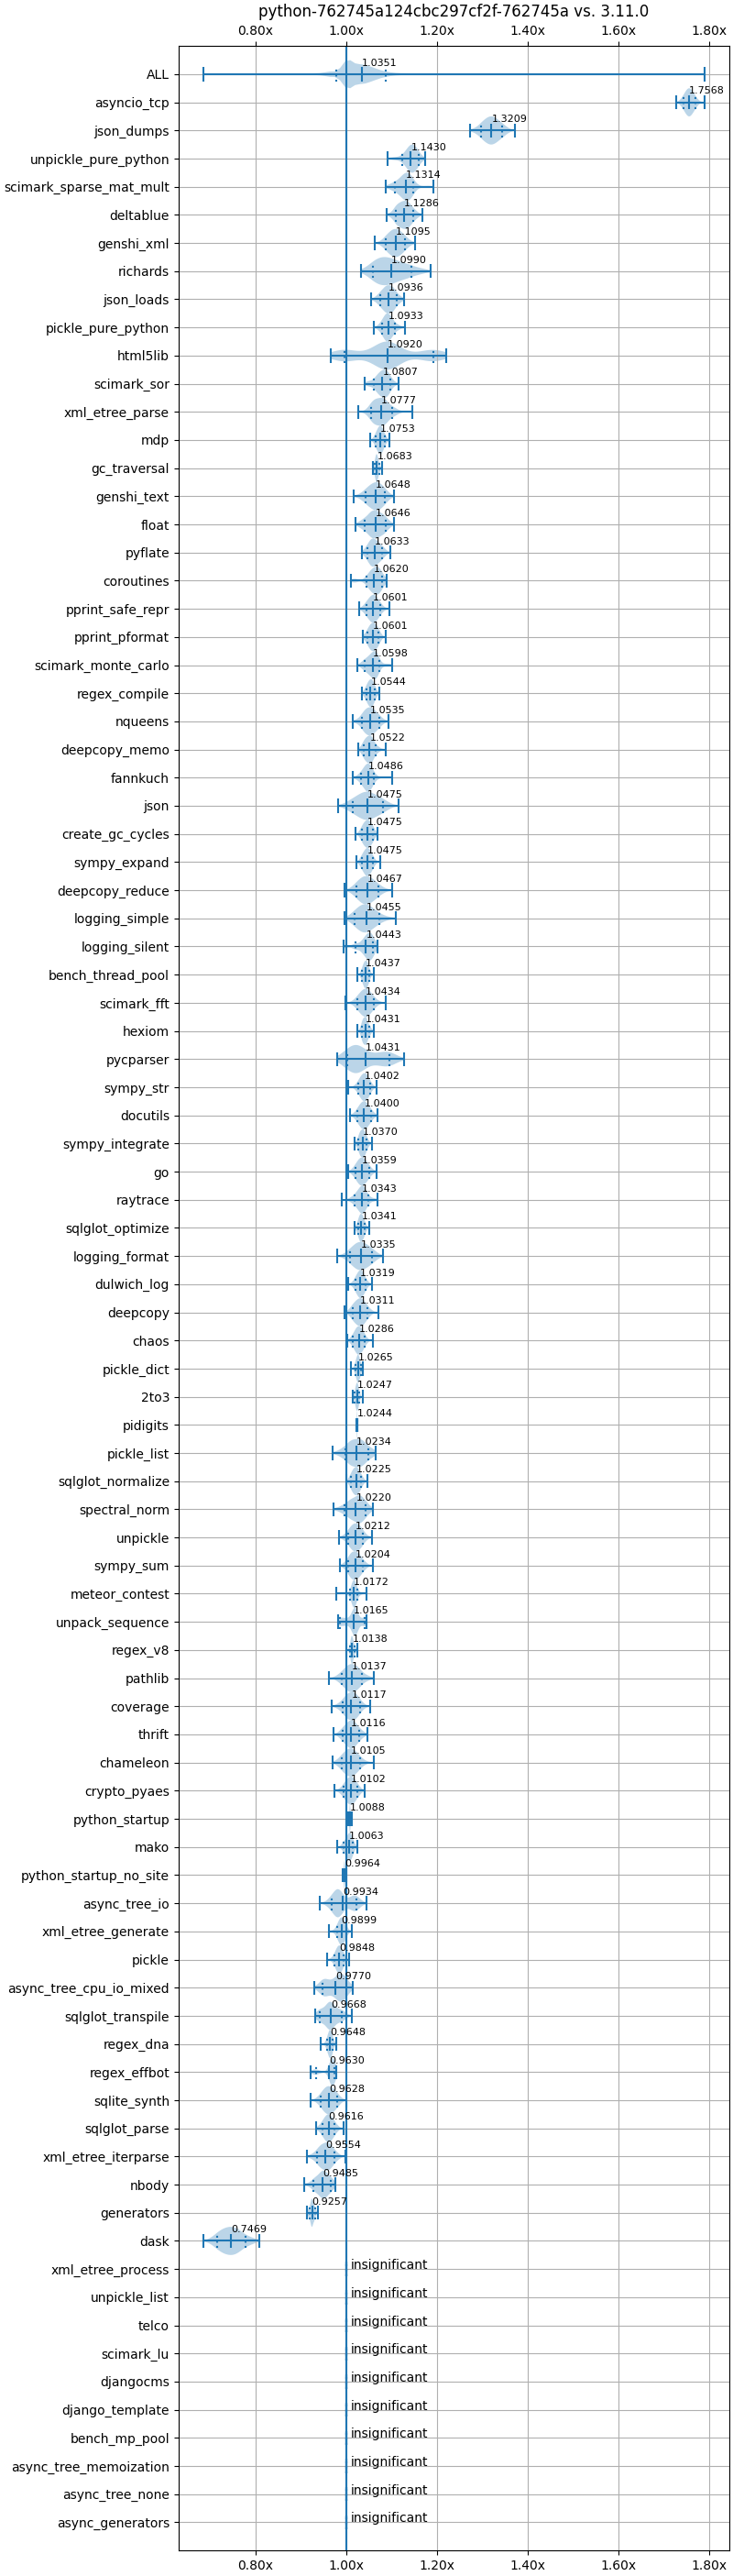 python-762745a124cbc297cf2f-762745a vs. 3.11.0
0.80x 1.00x 1.20x 1.40x 1.60x 1.80x
ALL 1.0351
asyncio_tcp 1.7568
json_dumps 1.3209
unpickle_pure_python 1.1430
scimark_sparse_mat_mult 1.1314
deltablue 1.1286
genshi_xml 1.1095
richards 1.0990
json_loads 1.0936
pickle_pure_python 1.0933
html5lib 1.0920
scimark_sor 1.0807
xml_etree_parse 1.0777
mdp 1.0753
gc_traversal 1.0683
genshi_text 1.0648
float 1.0646
pyflate 1.0633
coroutines 1.0620
pprint_safe_repr 1.0601
pprint_pformat 1.0601
scimark_monte_carlo 1.0598
regex_compile 1.0544
nqueens 1.0535
deepcopy_memo 1.0522
fannkuch 1.0486
json 1.0475
create_gc_cycles 1.0475
sympy_expand 1.0475
deepcopy_reduce 1.0467
logging_simple 1.0455
logging_silent 1.0443
bench_thread_pool 1.0437
scimark_fft 1.0434
hexiom 1.0431
pycparser 1.0431
sympy_str 1.0402
docutils 1.0400
sympy_integrate 1.0370
go 1.0359
raytrace 1.0343
sqlglot_optimize 1.0341
logging_format 1.0335
dulwich_log 1.0319
deepcopy 1.0311
chaos 1.0286
pickle_dict 1.0265
2to3 1.0247
pidigits 1.0244
pickle_list 1.0234
sqlglot_normalize 1.0225
spectral_norm 1.0220
unpickle 1.0212
sympy_sum 1.0204
meteor_contest 1.0172
unpack_sequence 1.0165
regex_v8 1.0138
pathlib 1.0137
coverage 1.0117
thrift 1.0116
chameleon 1.0105
crypto_pyaes 1.0102
python_startup 1.0088
mako 1.0063
python_startup_no_site 0.9964
async_tree_io 0.9934
xml_etree_generate 0.9899
pickle 0.9848
async_tree_cpu_io_mixed 0.9770
sqlglot_transpile 0.9668
regex_dna 0.9648
regex_effbot 0.9630
sqlite_synth 0.9628
sqlglot_parse 0.9616
xml_etree_iterparse 0.9554
nbody 0.9485
generators 0.9257
dask 0.7469
xml_etree_process insignificant
unpickle_list insignificant
telco insignificant
scimark_lu insignificant
djangocms insignificant
django_template insignificant
bench_mp_pool insignificant
async_tree_memoization insignificant
async_tree_none insignificant
async_generators insignificant
0.80x 1.00x 1.20x 1.40x 1.60x 1.80x